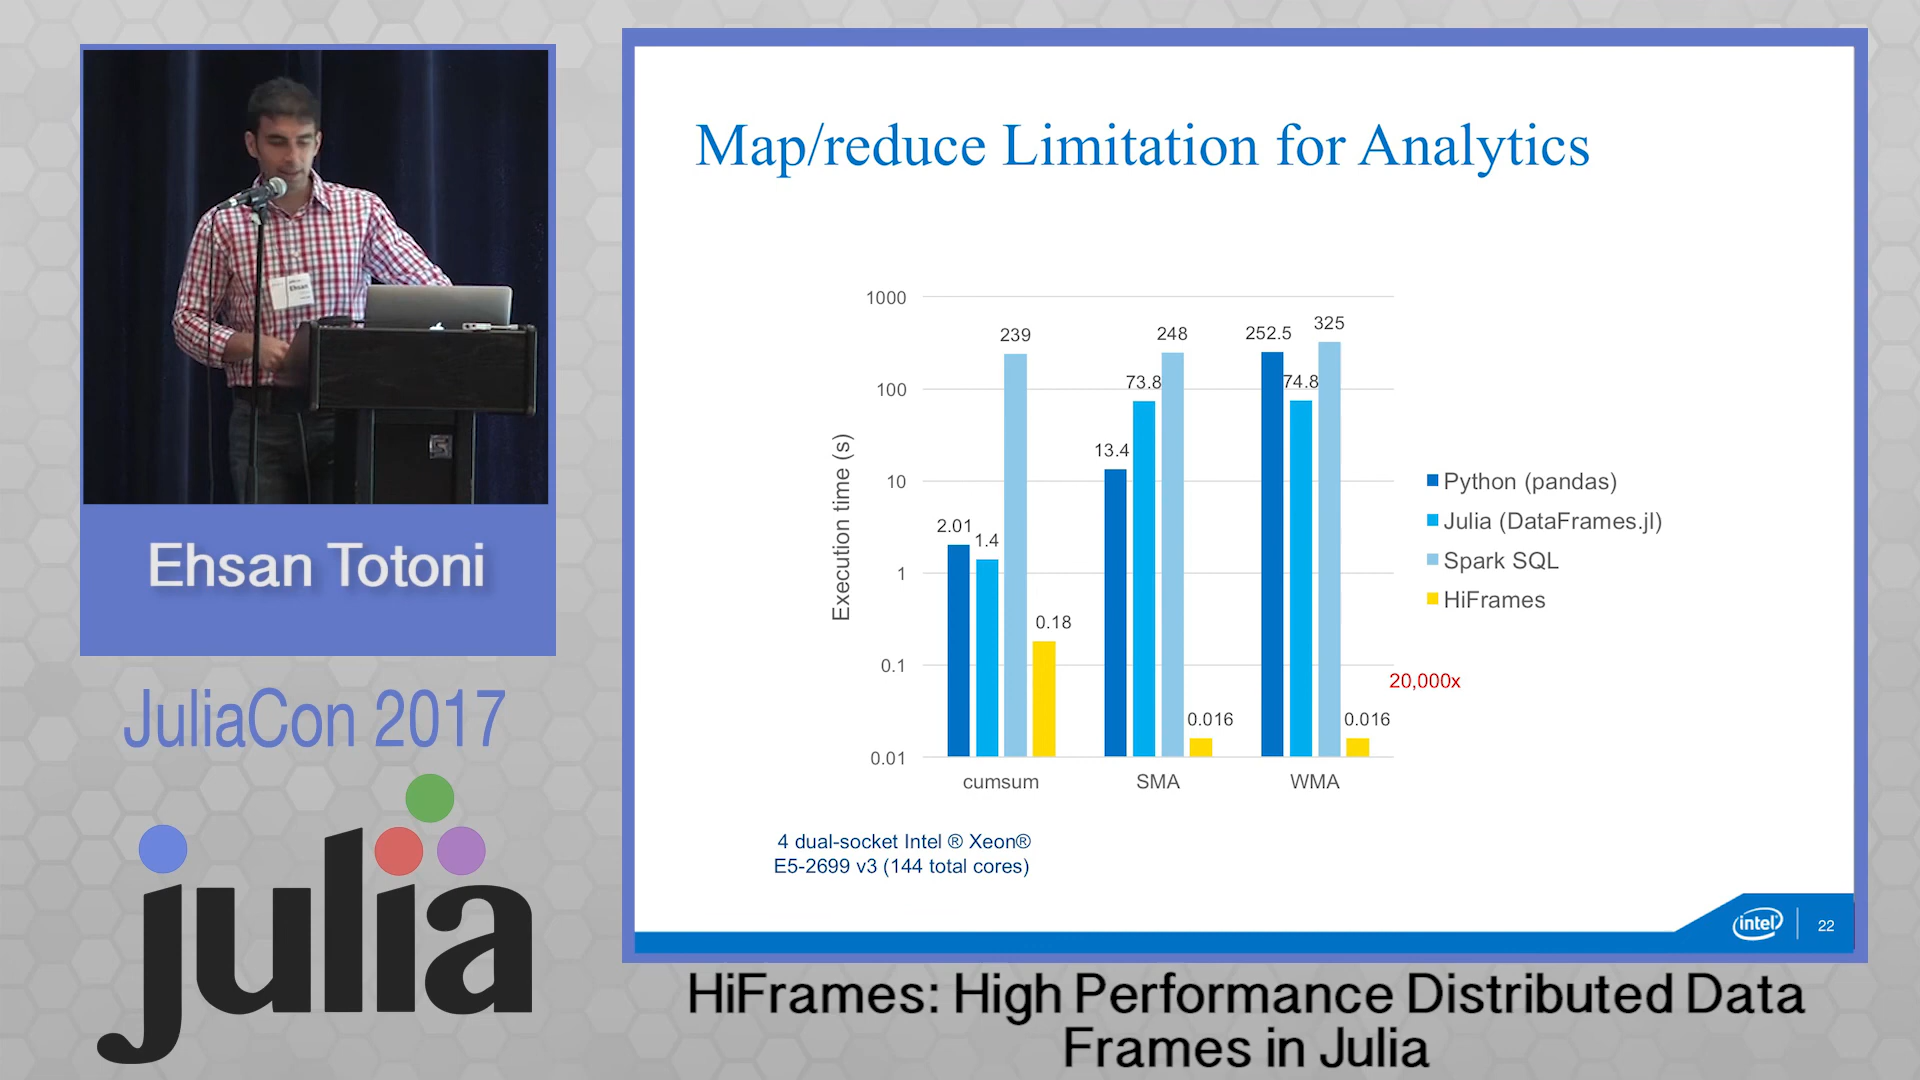 Ehsan
Ehsan Totoni
JuliaCon 2017
julia
Map/reduce Limitation for Analytics
Execution time (s)
1000
100
10
1
0.1
0.01
2.01
1.4
239
0.18
13.4
73.8
248
0.016
252.5
74.8
325
0.016
20,000x
cumsum
SMA
WMA
Python (pandas)
Julia (DataFrames.jl)
Spark SQL
HiFrames
4 dual-socket Intel ® Xeon®
E5-2699 v3 (144 total cores)
intel
22
HiFrames: High Performance Distributed Data
Frames in Julia